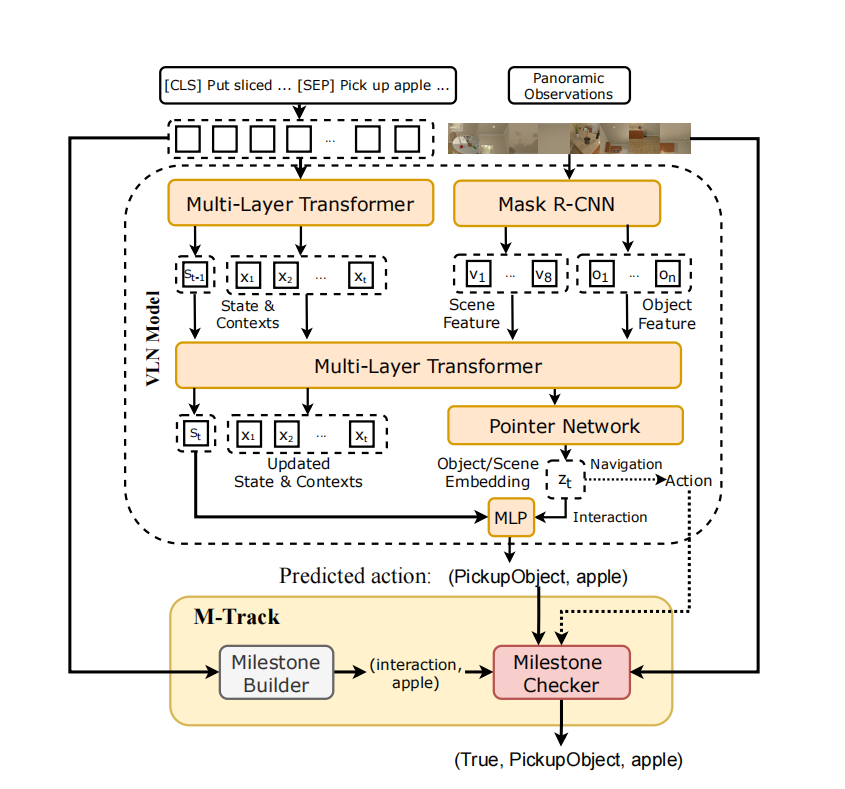 [CLS] Put sliced ... [SEP] Pick up apple ...
Panoramic
Observations
...
Multi-Layer Transformer
Mask R-CNN
VLN Model
St-1
x1 x2 ... xt
v1 ... v8
o1 ... on
State &
Contexts
Scene
Feature
Object
Feature
Multi-Layer Transformer
St
x1 x2 ... xt
Pointer Network
Updated
State & Contexts
Object/Scene
Embedding
zt
Navigation
Action
MLP
Interaction
Predicted action: (PickupObject, apple)
M-Track
Milestone
Builder
(interaction,
apple)
Milestone
Checker
(True, PickupObject, apple)